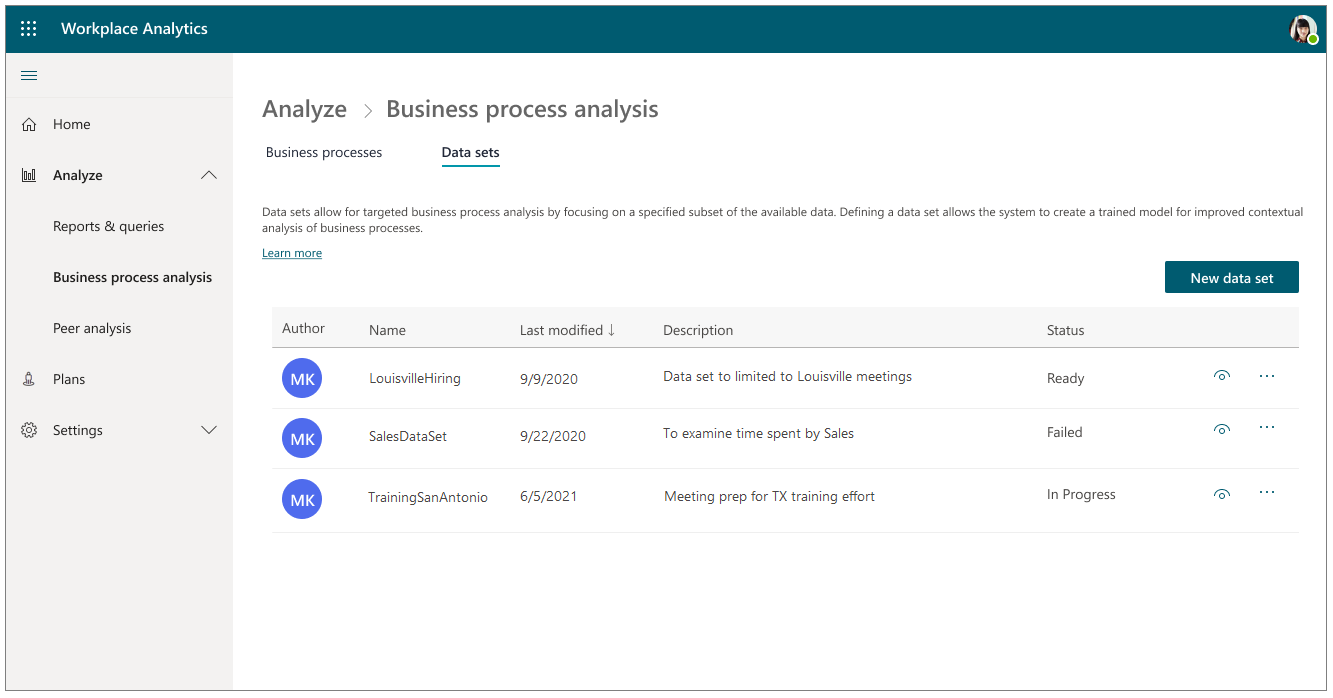 Workplace Analytics
Home
Analyze
Reports & queries
Business process analysis
Peer analysis
Plans
Settings
Analyze > Business process analysis
Business processes Data sets
Data sets allow for targeted business process analysis by focusing on a specified subset of the available data. Defining a data set allows the system to create a trained model for improved contextual
analysis of business processes.
Learn more
New data set
Author Name Last modified ↓ Description Status
MK LouisvilleHiring 9/9/2020 Data set to limited to Louisville meetings Ready ...
MK SalesDataSet 9/22/2020 To examine time spent by Sales Failed ...
MK TrainingSanAntonio 6/5/2021 Meeting prep for TX training effort In Progress ...